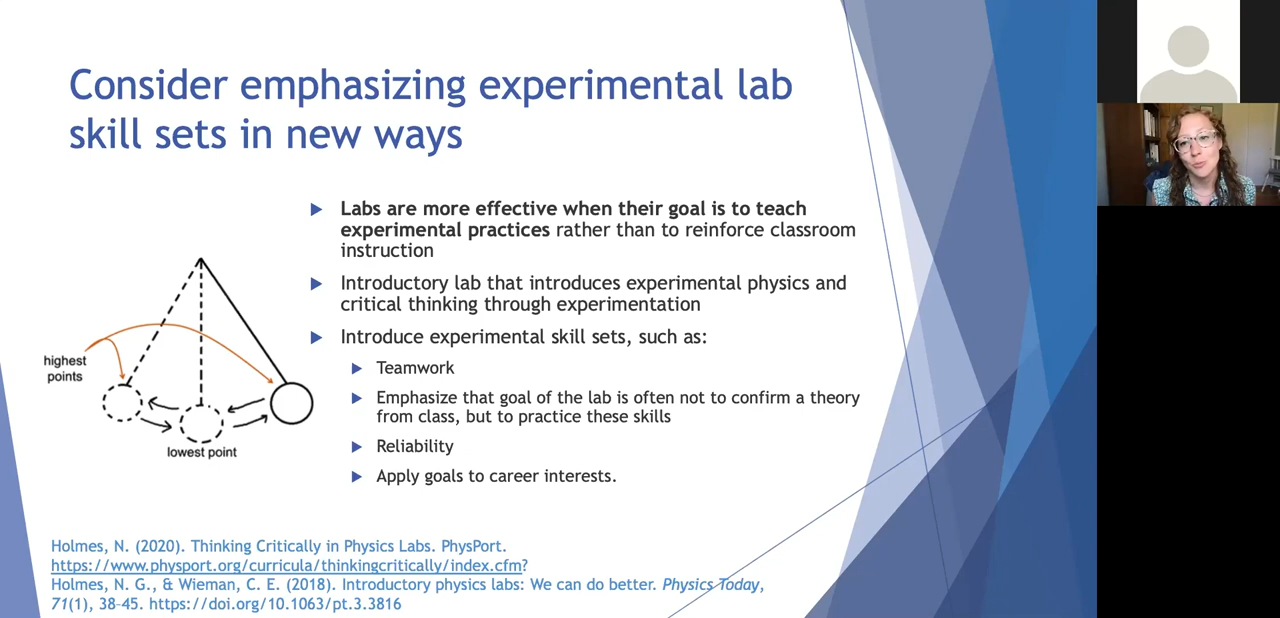 Consider emphasizing experimental lab
skill sets in new ways
Labs are more effective when their goal is to teach
experimental practices rather than to reinforce classroom
instruction
Introductory lab that introduces experimental physics and
critical thinking through experimentation
Introduce experimental skill sets, such as:
Teamwork
Emphasize that goal of the lab is often not to confirm a theory
from class, but to practice these skills
Reliability
Apply goals to career interests.
highest
points
lowest point
Holmes, N. (2020). Thinking Critically in Physics Labs. PhysPort.
https://www.physport.org/curricula/thinkingcritically/index.cfm?
Holmes, N. G., & Wieman, C. E. (2018). Introductory physics labs: We can do better. Physics Today,
71(1), 38–45. https://doi.org/10.1063/pt.3.3816